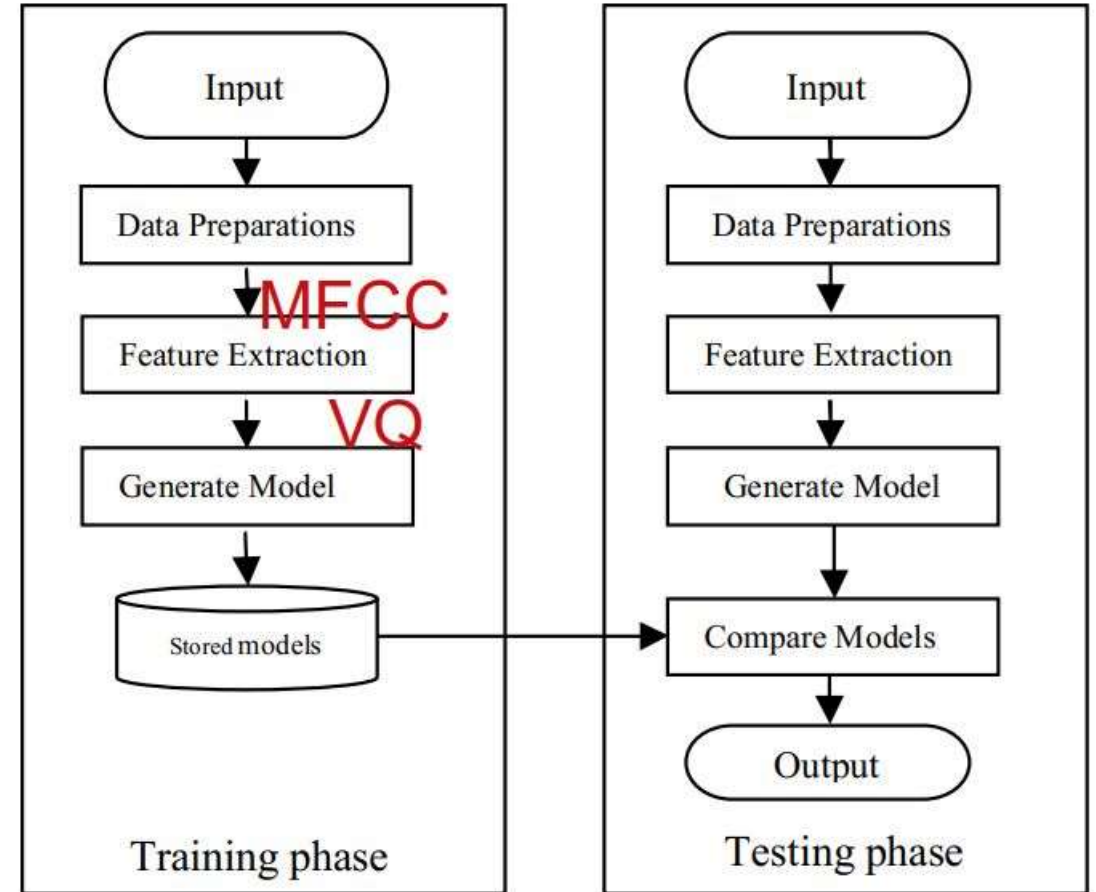 Input
Data Preparations
MFCC
Feature Extraction
VQ
Generate Model
Stored models
Training phase
Input
Data Preparations
Feature Extraction
Generate Model
Compare Models
Output
Testing phase